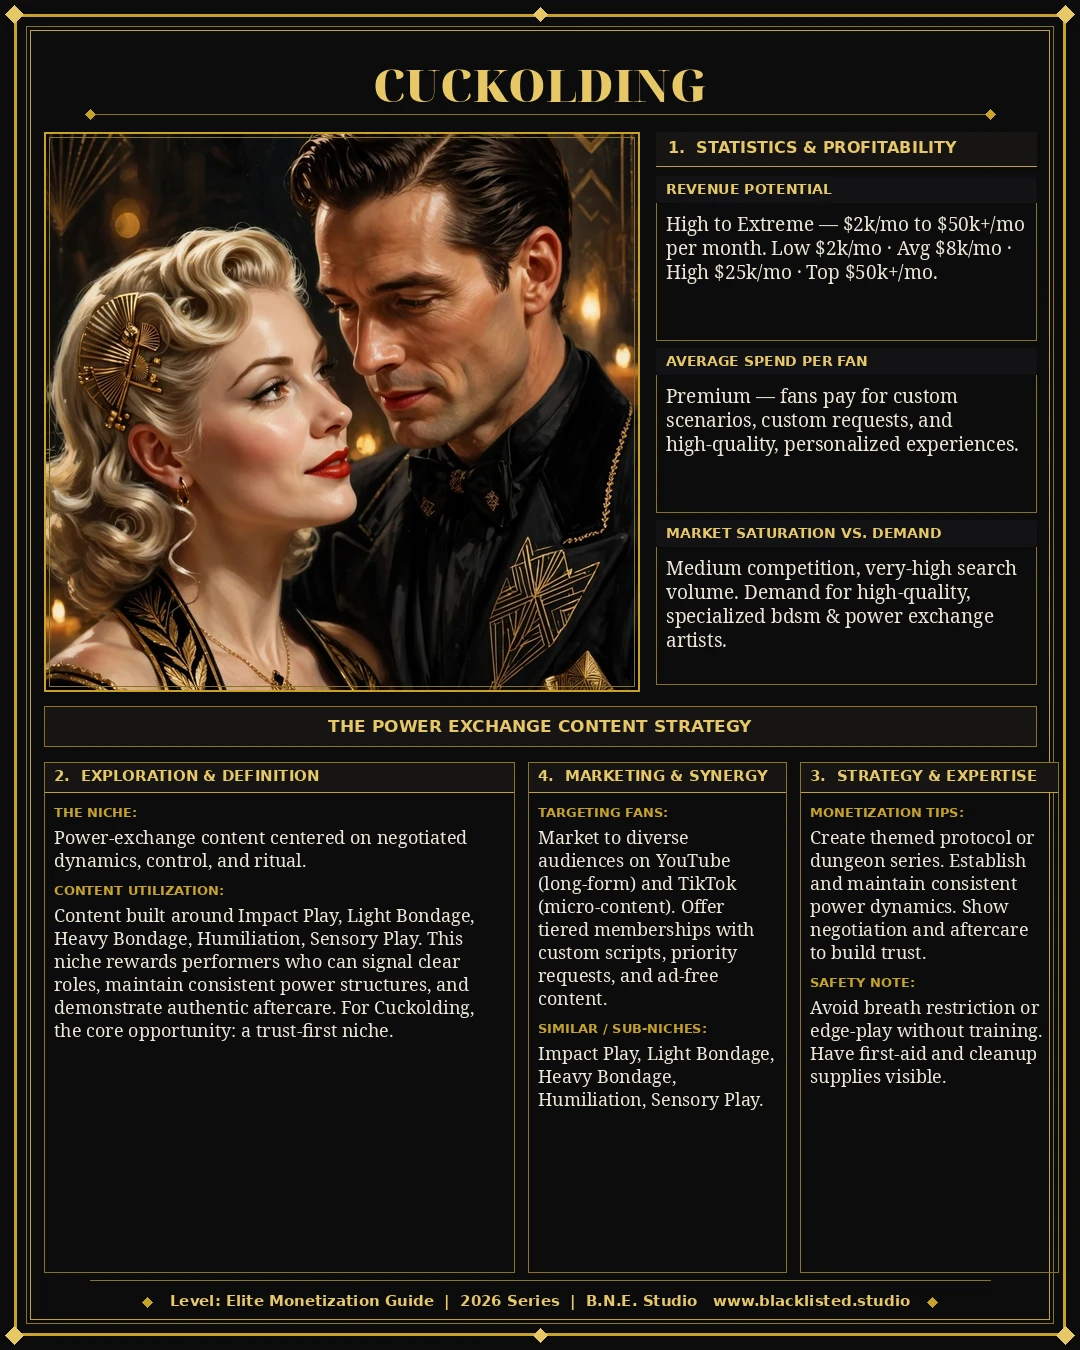 CUCKOLDING
1. STATISTICS & PROFITABILITY
REVENUE POTENTIAL
High to Extreme — $2k/mo to $50k+/mo
per month. Low $2k/mo · Avg $8k/mo ·
High $25k/mo · Top $50k+/mo.
AVERAGE SPEND PER FAN
Premium — fans pay for custom
scenarios, custom requests, and
high-quality, personalized experiences.
MARKET SATURATION VS. DEMAND
Medium competition, very-high search
volume. Demand for high-quality,
specialized bdsm & power exchange
artists.
THE POWER EXCHANGE CONTENT STRATEGY
2. EXPLORATION & DEFINITION
THE NICHE:
Power-exchange content centered on negotiated
dynamics, control, and ritual.
CONTENT UTILIZATION:
Content built around Impact Play, Light Bondage,
Heavy Bondage, Humiliation, Sensory Play. This
niche rewards performers who can signal clear
roles, maintain consistent power structures, and
demonstrate authentic aftercare. For Cuckolding,
the core opportunity: a trust-first niche.
4. MARKETING & SYNERGY
TARGETING FANS:
Market to diverse
audiences on YouTube
(long-form) and TikTok
(micro-content). Offer
tiered memberships with
custom scripts, priority
requests, and ad-free
content.
SIMILAR / SUB-NICHES:
Impact Play, Light Bondage,
Heavy Bondage,
Humiliation, Sensory Play.
3. STRATEGY & EXPERTISE
MONETIZATION TIPS:
Create themed protocol or
dungeon series. Establish
and maintain consistent
power dynamics. Show
negotiation and aftercare
to build trust.
SAFETY NOTE:
Avoid breath restriction or
edge-play without training.
Have first-aid and cleanup
supplies visible.
Level: Elite Monetization Guide | 2026 Series | B.N.E. Studio www.blacklisted.studio